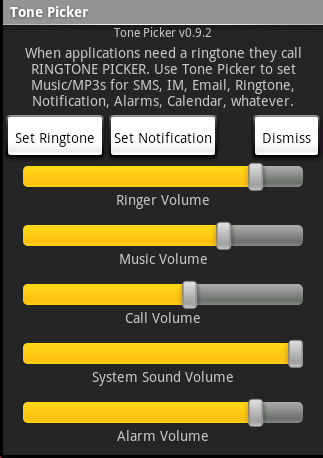 Tone Picker
Tone Picker v0.9.2
When applications need a ringtone they call
RINGTONE PICKER. Use Tone Picker to set
Music/MP3s for SMS, IM, Email, Ringtone,
Notification, Alarms, Calendar, whatever.
Set Ringtone Set Notification Dismiss
Ringer Volume
Music Volume
Call Volume
System Sound Volume
Alarm Volume